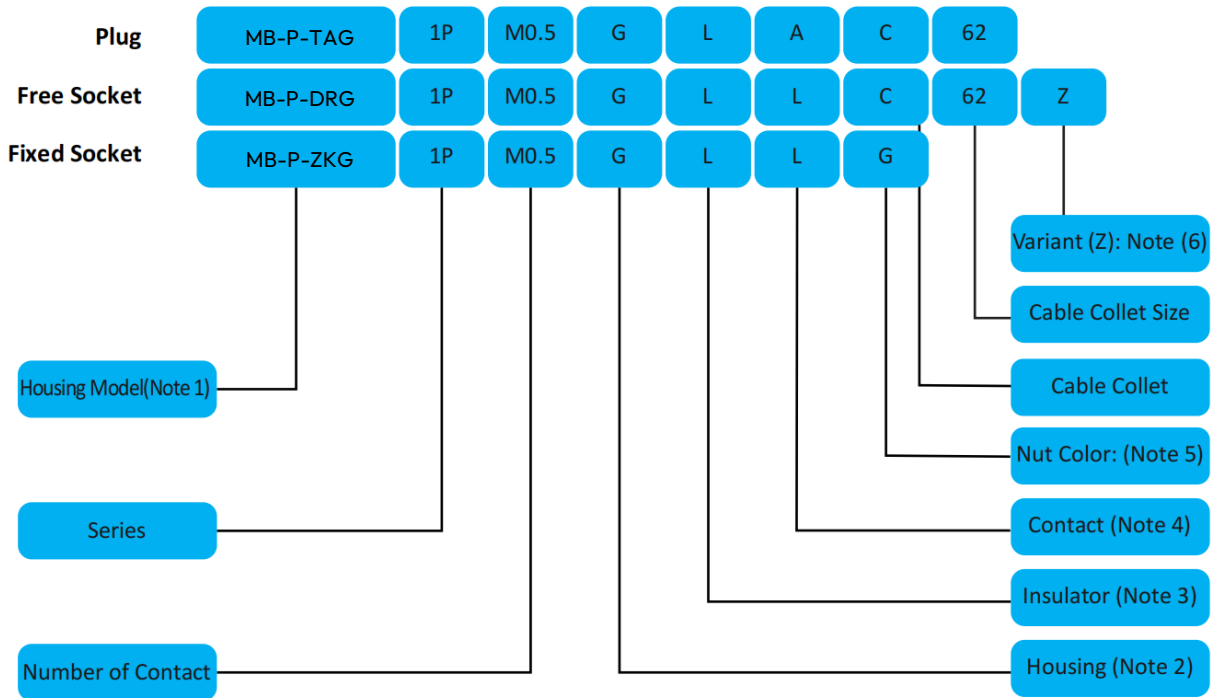 Plug MB-P-TAG 1P M0.5 G L A C 62
Free Socket MB-P-DRG 1P M0.5 G L L C 62 Z
Fixed Socket MB-P-ZKG 1P M0.5 G L L G
Variant (Z): Note (6)
Cable Collet Size
Housing Model(Note 1)
Cable Collet
Nut Color: (Note 5)
Series
Contact (Note 4)
Insulator (Note 3)
Number of Contact
Housing (Note 2)